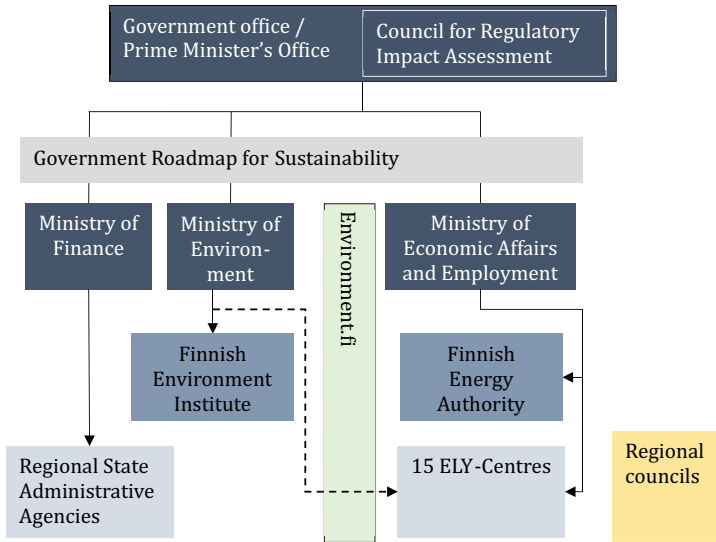 Government office /
Prime Minister’s Office
Council for Regulatory
Impact Assessment
Government Roadmap for Sustainability
Ministry of
Finance
Ministry of
Environ-
ment
Environment.fi
Ministry of
Economic Affairs
and Employment
Finnish
Environment
Institute
Finnish
Energy
Authority
Regional State
Administrative
Agencies
15 ELY-Centres
Regional
councils